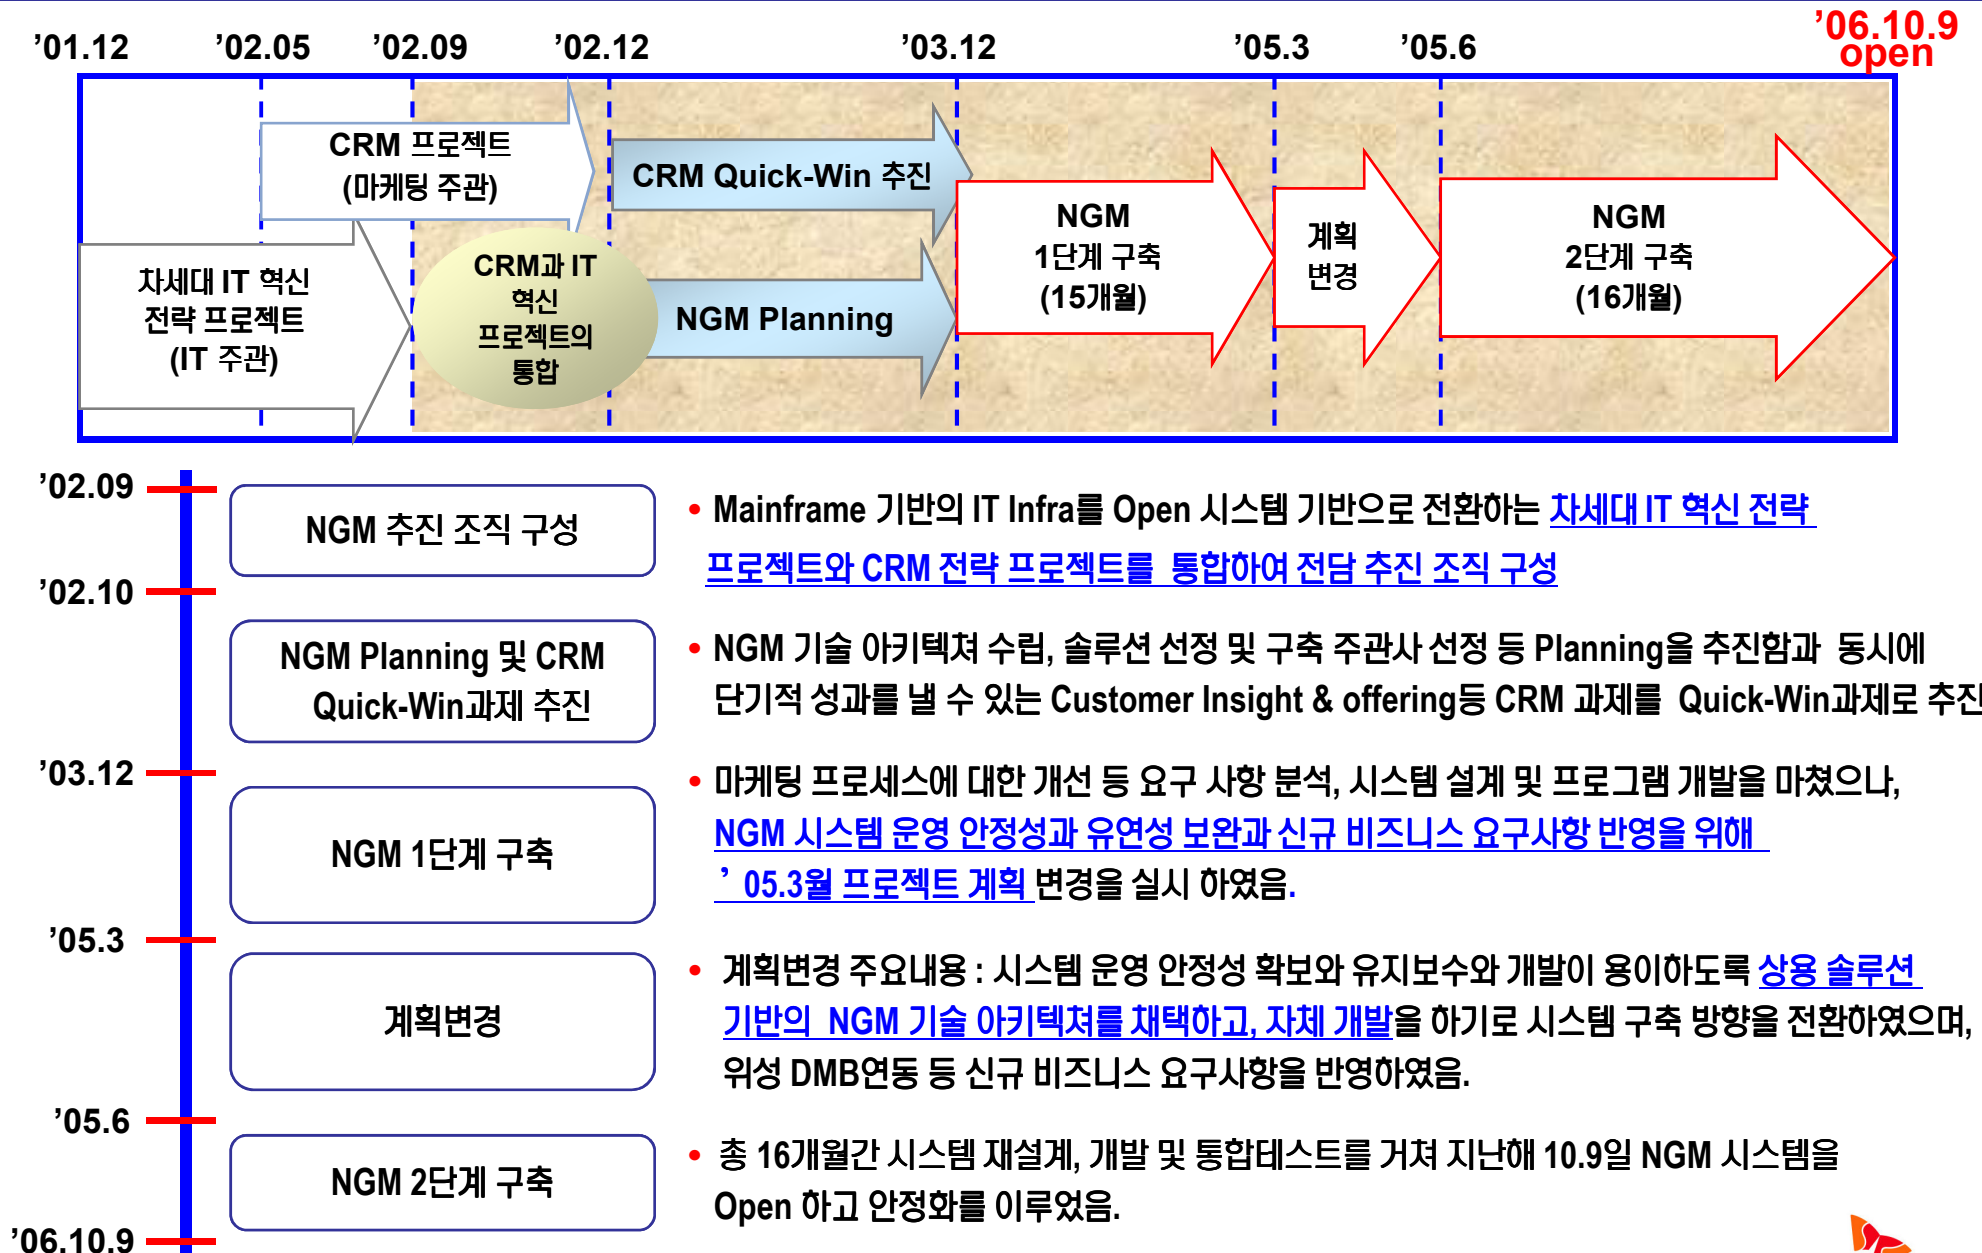 ’01.12 ’02.05 ’02.09 ’02.12 ’03.12 ’05.3 ’05.6 ’06.10.9
open
CRM 프로젝트
(마케팅 주관)
차세대 IT 혁신
전략 프로젝트
(IT 주관)
CRM과 IT
혁신
프로젝트의
통합
CRM Quick-Win 추진
NGM Planning
NGM
1단계 구축
(15개월)
계획
변경
NGM
2단계 구축
(16개월)
’02.09
NGM 추진 조직 구성
• Mainframe 기반의 IT Infra를 Open 시스템 기반으로 전환하는 차세대 IT 혁신 전략
프로젝트와 CRM 전략 프로젝트를 통합하여 전담 추진 조직 구성
’02.10
NGM Planning 및 CRM
Quick-Win과제 추진
• NGM 기술 아키텍쳐 수립, 솔루션 선정 및 구축 주관사 선정 등 Planning을 추진함과 동시에
단기적 성과를 낼 수 있는 Customer Insight & offering등 CRM 과제를 Quick-Win과제로 추진
’03.12
NGM 1단계 구축
• 마케팅 프로세스에 대한 개선 등 요구 사항 분석, 시스템 설계 및 프로그램 개발을 마쳤으나,
NGM 시스템 운영 안정성과 유연성 보완과 신규 비즈니스 요구사항 반영을 위해
’ 05.3월 프로젝트 계획 변경을 실시 하였음.
’05.3
계획변경
• 계획변경 주요내용 : 시스템 운영 안정성 확보와 유지보수와 개발이 용이하도록 상용 솔루션
기반의 NGM 기술 아키텍쳐를 채택하고, 자체 개발을 하기로 시스템 구축 방향을 전환하였으며,
위성 DMB연동 등 신규 비즈니스 요구사항을 반영하였음.
’05.6
NGM 2단계 구축
• 총 16개월간 시스템 재설계, 개발 및 통합테스트를 거쳐 지난해 10.9일 NGM 시스템을
Open 하고 안정화를 이루었음.
’06.10.9